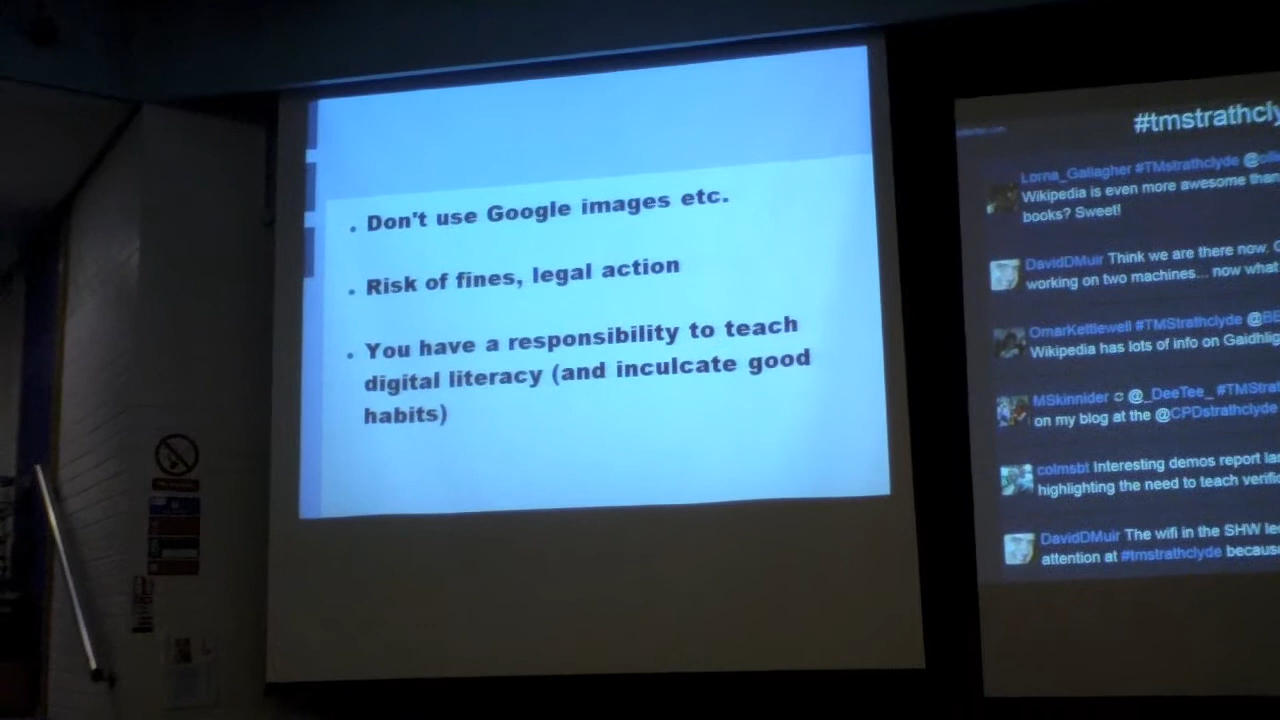 Don't use Google images etc.
Risk of fines, legal action
You have a responsibility to teach
digital literacy (and inculcate good
habits)
#tmstrathcly
Lorna_Gallagher #TMstrathclyde
Wikipedia is even more awesome than
books? Sweet!
DavidDMuir Think we are there now.
working on two machines... now what
OmarKettlewell #TMStrathclyde
Wikipedia has lots of info on Gaidhlig
MSkinnider @_DeeTee_ #TMStrat
on my blog at the @CPDstrathclyde
colmsbt Interesting demos report
highlighting the need to teach
DavidDMuir The wifi in the SHW
attention at #tmstrathclyde because